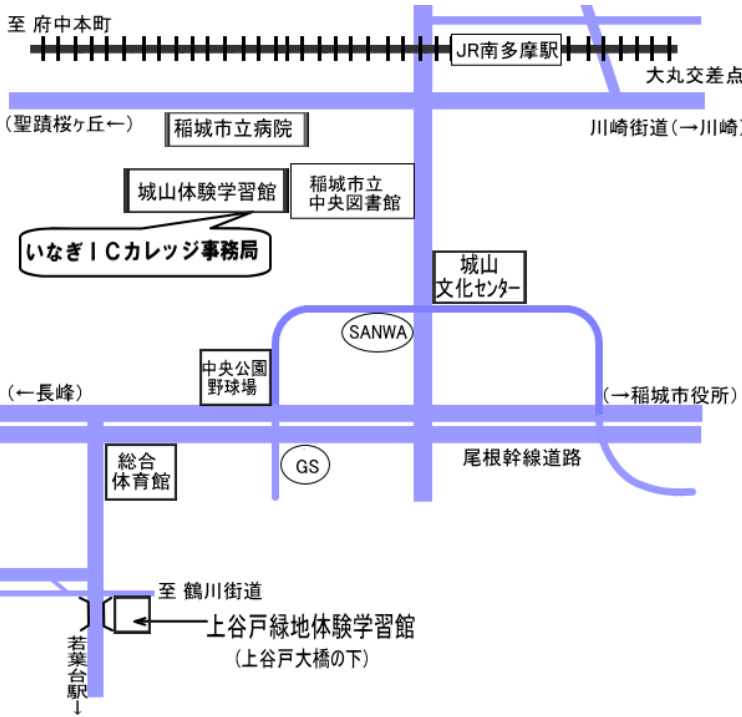 至 府中本町
JR南多摩駅
大丸交差点
(聖蹟桜ヶ丘←)
稲城市立病院
川崎街道(→川崎)
城山体験学習館
稲城市立
中央図書館
いなぎICカレッジ事務局
城山
文化センター
SANWA
中央公園
野球場
(←長峰)
(→稲城市役所)
総合
体育館
GS
尾根幹線道路
至 鶴川街道
上谷戸緑地体験学習館
(上谷戸大橋の下)
若葉台駅↓